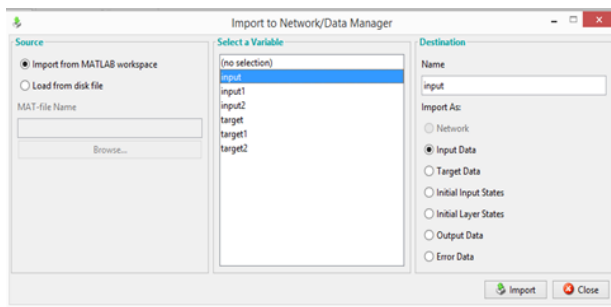 Import to Network/Data Manager
Source
Import from MATLAB workspace
Load from disk file
MAT-file Name
Browse...
Select a Variable
(no selection)
input
input1
input2
target
target1
target2
Destination
Name
input
Import As:
Network
Input Data
Target Data
Initial Input States
Initial Layer States
Output Data
Error Data
Import
Close